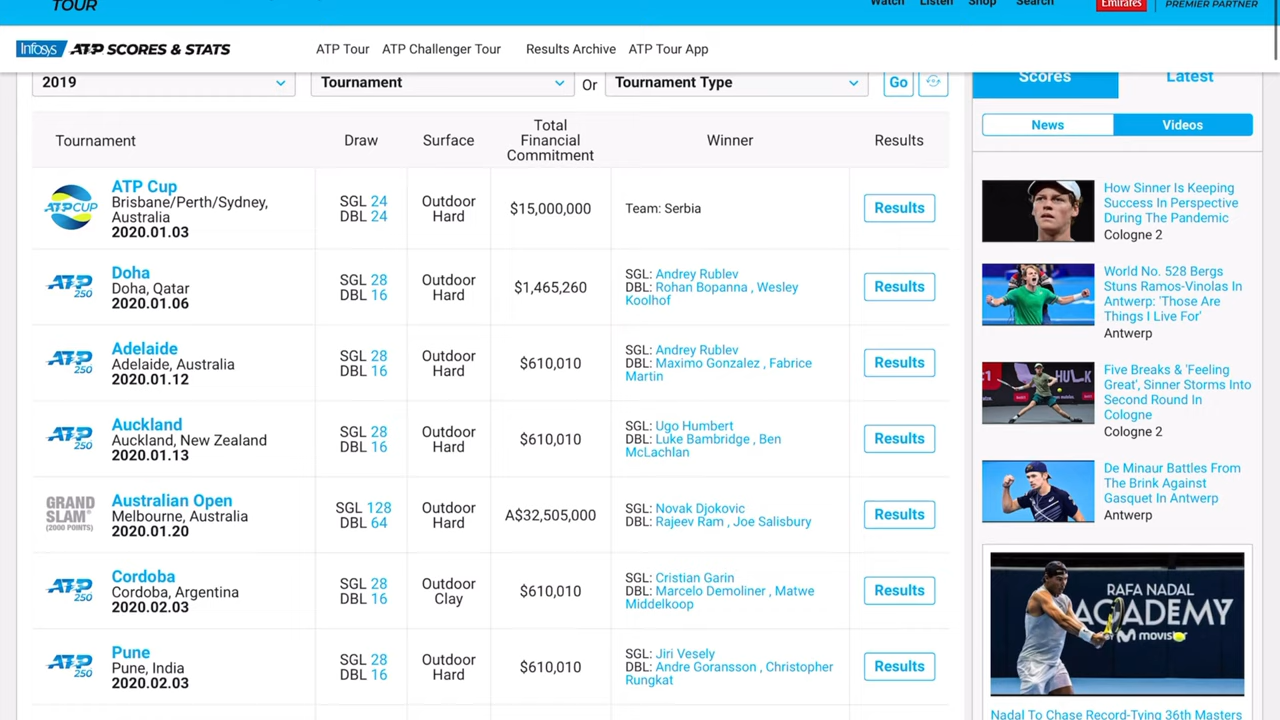 TOUR
Watch Listen Shop Search
Emirates
PREMIER PARTNER
Infosys ATP SCORES & STATS
ATP Tour ATP Challenger Tour Results Archive ATP Tour App
2019 Tournament Or Tournament Type Go
Scores Latest
News Videos
Tournament Draw Surface Total Financial Commitment Winner Results
ATPCUP
ATP Cup
Brisbane/Perth/Sydney,
Australia
2020.01.03
SGL 24
DBL 24
Outdoor
Hard
$15,000,000
Team: Serbia
Results
ATP 250
Doha
Doha, Qatar
2020.01.06
SGL 28
DBL 16
Outdoor
Hard
$1,465,260
SGL: Andrey Rublev
DBL: Rohan Bopanna , Wesley
Koolhof
Results
ATP 250
Adelaide
Adelaide, Australia
2020.01.12
SGL 28
DBL 16
Outdoor
Hard
$610,010
SGL: Andrey Rublev
DBL: Maximo Gonzalez , Fabrice
Martin
Results
ATP 250
Auckland
Auckland, New Zealand
2020.01.13
SGL 28
DBL 16
Outdoor
Hard
$610,010
SGL: Ugo Humbert
DBL: Luke Bambridge , Ben
McLachlan
Results
GRAND
SLAM
(2000 POINTS)
Australian Open
Melbourne, Australia
2020.01.20
SGL 128
DBL 64
Outdoor
Hard
A$32,505,000
SGL: Novak Djokovic
DBL: Rajeev Ram , Joe Salisbury
Results
ATP 250
Cordoba
Cordoba, Argentina
2020.02.03
SGL 28
DBL 16
Outdoor
Clay
$610,010
SGL: Cristian Garin
DBL: Marcelo Demoliner , Matwe
Middelkoop
Results
ATP 250
Pune
Pune, India
2020.02.03
SGL 28
DBL 16
Outdoor
Hard
$610,010
SGL: Jiri Vesely
DBL: Andre Goransson , Christopher
Rungkat
Results
How Sinner Is Keeping
Success In Perspective
During The Pandemic
Cologne 2
World No. 528 Bergs
Stuns Ramos-Vinolas In
Antwerp: 'Those Are
Things I Live For'
Antwerp
Five Breaks & 'Feeling
Great', Sinner Storms Into
Second Round In
Cologne
Cologne 2
De Minaur Battles From
The Brink Against
Gasquet In Antwerp
Antwerp
RAFA NADAL
ACADEMY
by movistar
Nadal To Chase Record-Tying 36th Masters